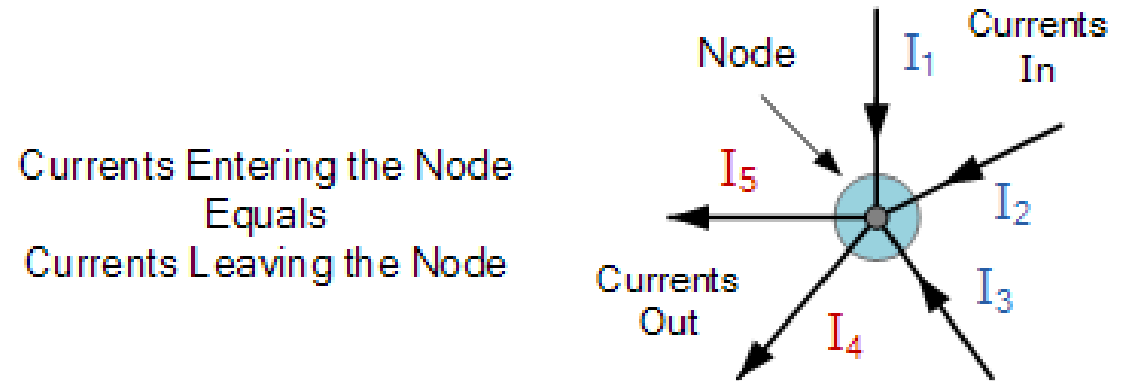 Currents Entering the Node
Equals
Currents Leaving the Node
Node
I1
Currents
In
I5
I2
Currents
Out
I3
I4